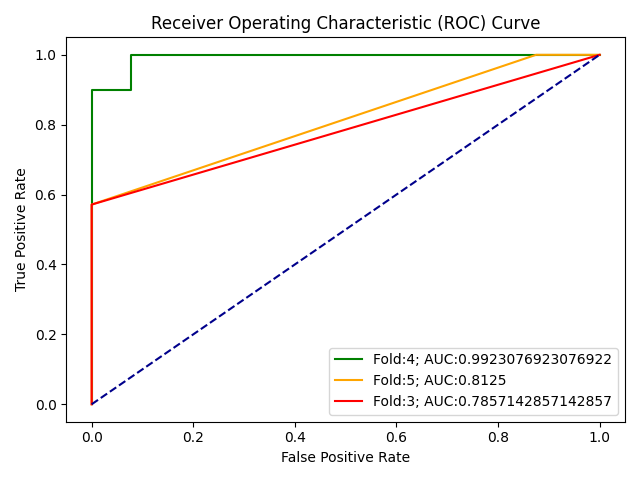 Receiver Operating Characteristic (ROC) Curve
1.0
0.8
0.6
0.4
0.2
0.0
True Positive Rate
Fold:4; AUC:0.9923076923076922
Fold:5; AUC:0.8125
Fold:3; AUC:0.7857142857142857
0.0 0.2 0.4 0.6 0.8 1.0
False Positive Rate